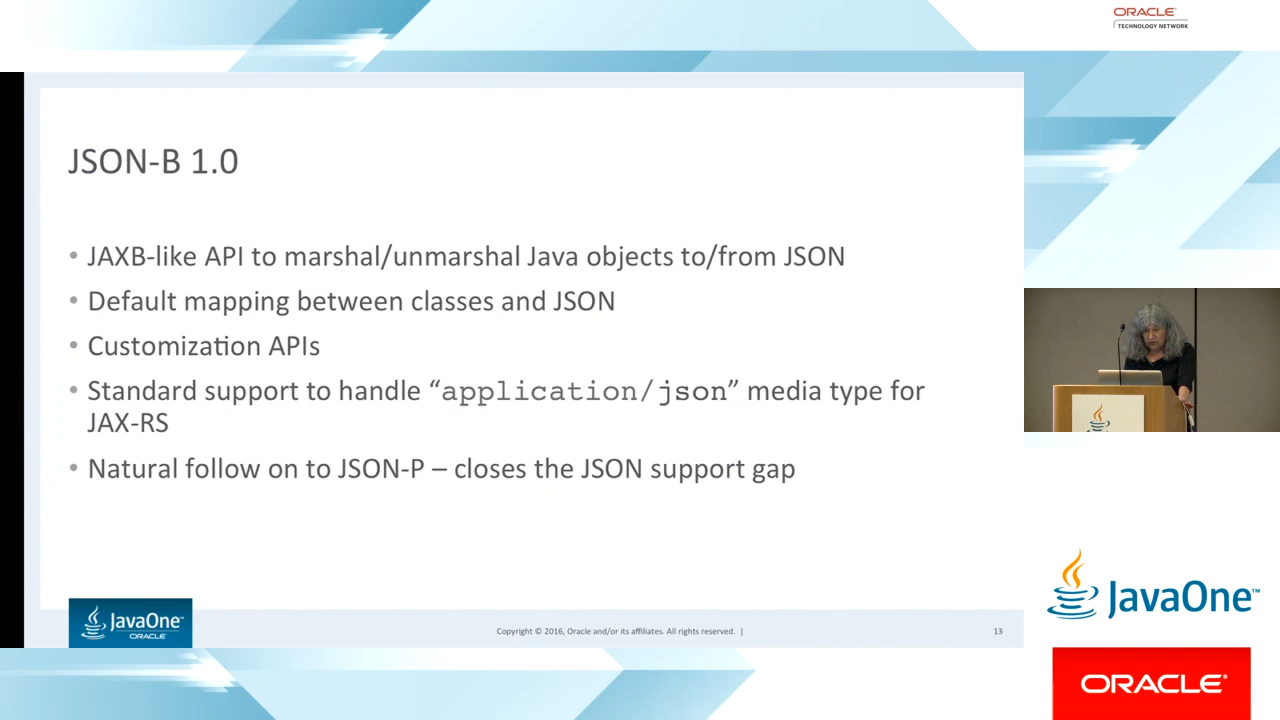 ORACLE
TECHNOLOGY NETWORK
JSON-B 1.0
• JAXB-like API to marshal/unmarshal Java objects to/from JSON
• Default mapping between classes and JSON
• Customization APIs
• Standard support to handle “application/json” media type for
JAX-RS
• Natural follow on to JSON-P – closes the JSON support gap
JavaOne™
ORACLE
Copyright © 2016, Oracle and/or its affiliates. All rights reserved. |
13
JavaOne™
ORACLE®